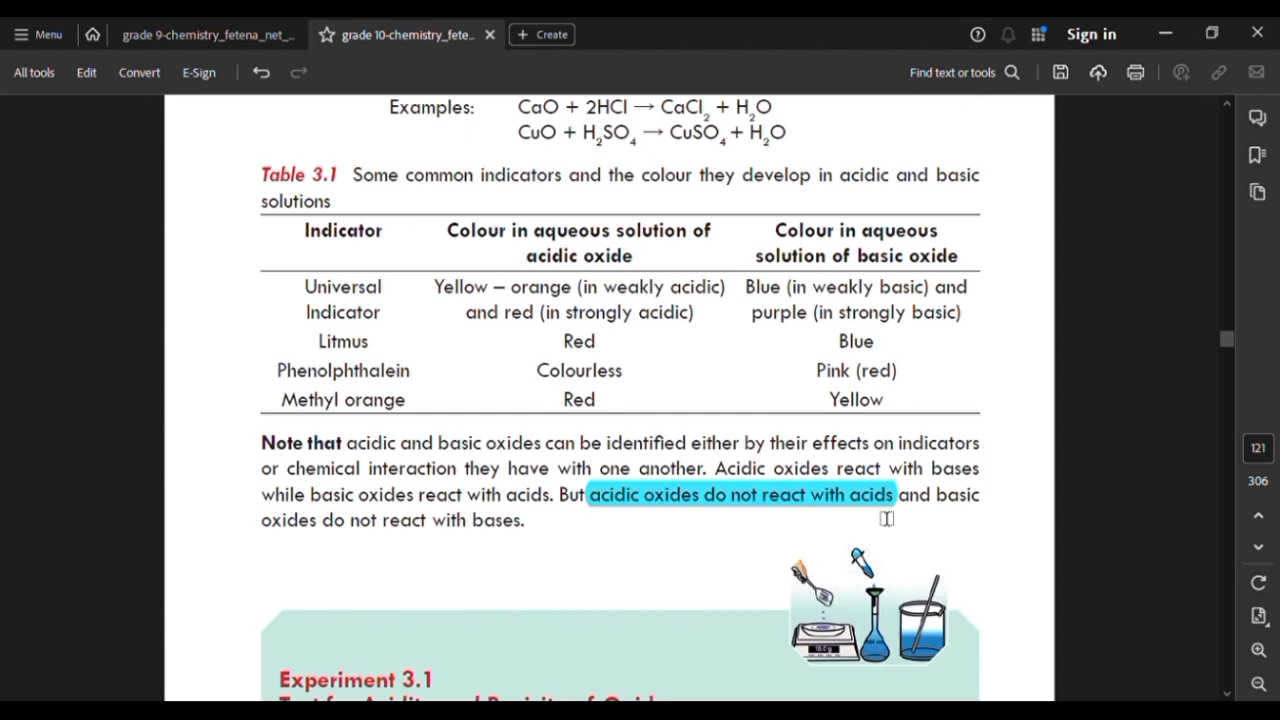 Menu
grade 9-chemistry_fetena_net_...
grade 10-chemistry_fete...
+ Create
Sign in
All tools
Edit
Convert
E-Sign
Find text or tools
Examples: CaO + 2HCl → CaCl₂ + H₂O
CuO + H₂SO₄ → CuSO₄ + H₂O
Table 3.1 Some common indicators and the colour they develop in acidic and basic
solutions
Indicator Colour in aqueous solution of Colour in aqueous
acidic oxide solution of basic oxide
Universal Yellow – orange (in weakly acidic) Blue (in weakly basic) and
Indicator and red (in strongly acidic) purple (in strongly basic)
Litmus Red Blue
Phenolphthalein Colourless Pink (red)
Methyl orange Red Yellow
Note that acidic and basic oxides can be identified either by their effects on indicators
or chemical interaction they have with one another. Acidic oxides react with bases
while basic oxides react with acids. But acidic oxides do not react with acids and basic
oxides do not react with bases.
121
306
Experiment 3.1